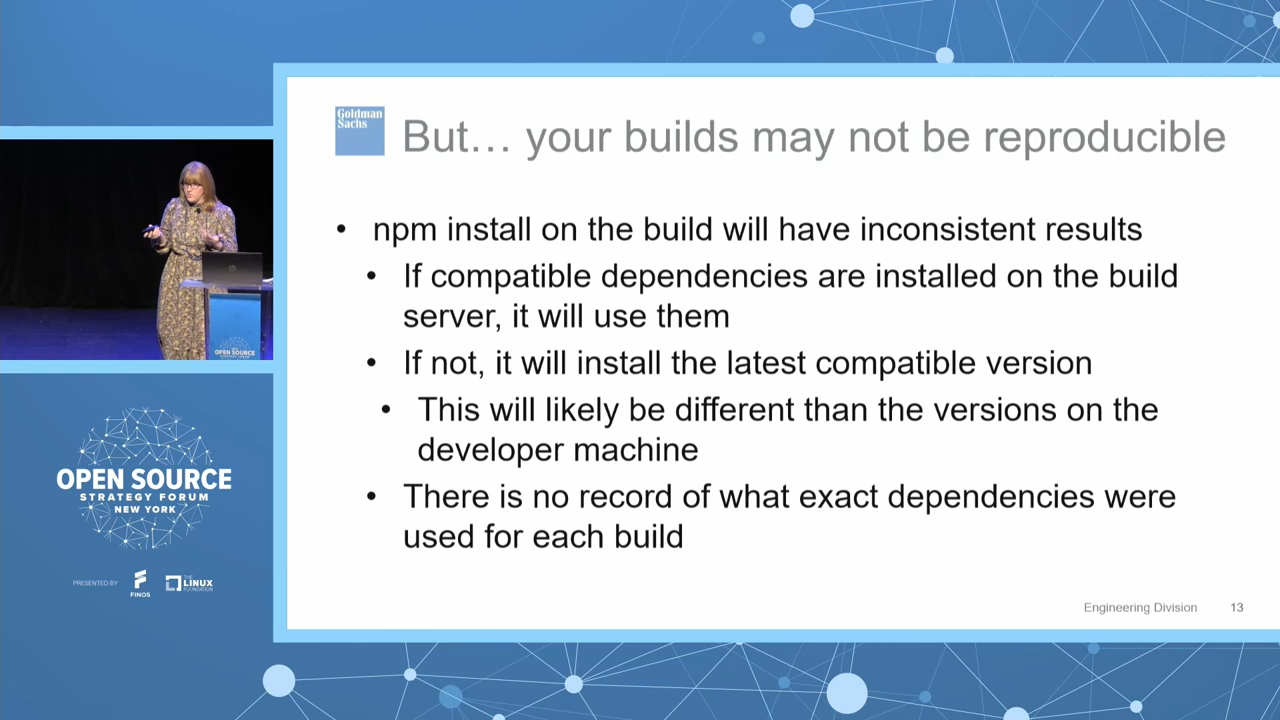 Goldman
Sachs
But… your builds may not be reproducible
• npm install on the build will have inconsistent results
• If compatible dependencies are installed on the build
server, it will use them
• If not, it will install the latest compatible version
• This will likely be different than the versions on the
developer machine
• There is no record of what exact dependencies were
used for each build
Engineering Division 13
OPEN SOURCE
STRATEGY FORUM
OPEN SOURCE
STRATEGY FORUM
NEW YORK
PRESENTED BY
FINOS
THE
LINUX
FOUNDATION